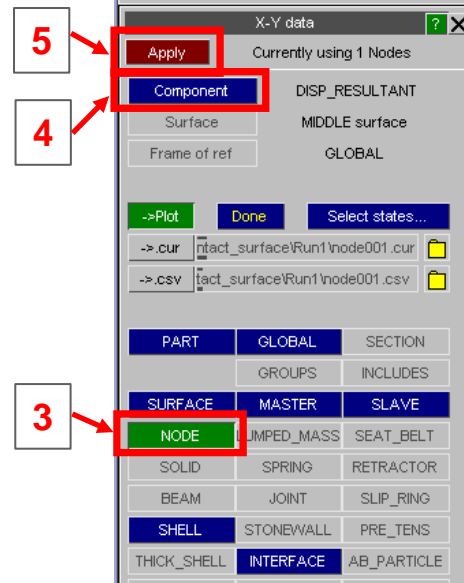 X-Y data ? X
5
Apply Currently using 1 Nodes
4
Component DISP_RESULTANT
Surface MIDDLE surface
Frame of ref GLOBAL
->Plot Done Select states...
->.cur ntact_surface\Run1\node001.cur
->.csv tact_surface\Run1\node001.csv
PART GLOBAL SECTION
GROUPS INCLUDES
SURFACE MASTER SLAVE
3
NODE UMPED_MASS SEAT_BELT
SOLID SPRING RETRACTOR
BEAM JOINT SLIP_RING
SHELL STONEWALL PRE_TENS
THICK_SHELL INTERFACE AB_PARTICLE